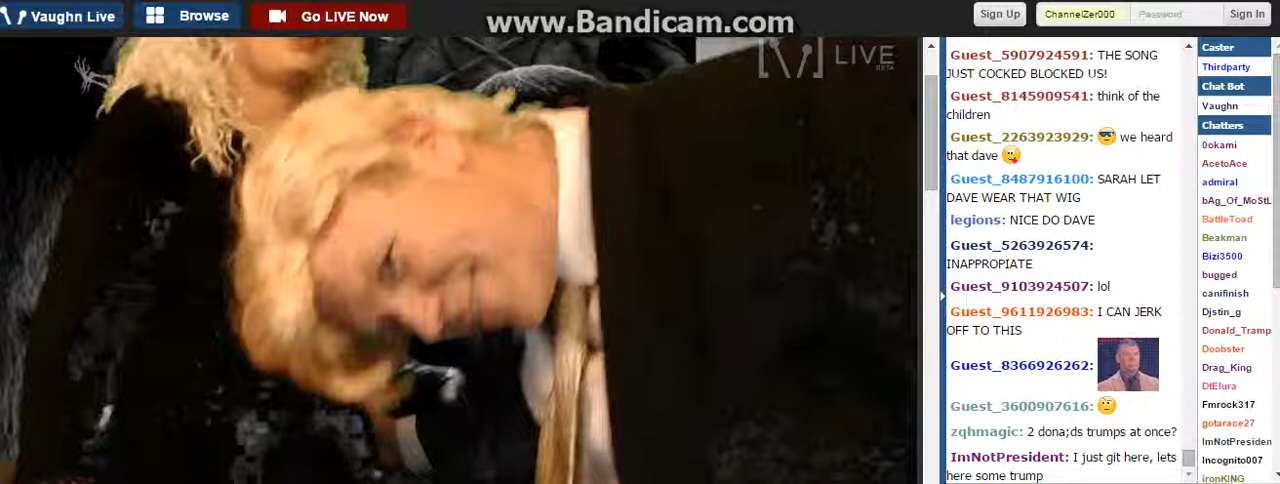 www.Bandicam.com
Vaughn Live
Browse
Go LIVE Now
Sign Up
ChannelZer000
Password
Sign In
LIVE
BETA
Guest_5907924591: THE SONG
JUST COCKED BLOCKED US!
Guest_8145909541: think of the
children
Guest_2263923929: we heard
that dave
Guest_8487916100: SARAH LET
DAVE WEAR THAT WIG
legions: NICE DO DAVE
Guest_5263926574:
INAPPROPIATE
Guest_9103924507: lol
Guest_9611926983: I CAN JERK
OFF TO THIS
Guest_8366926262:
Guest_3600907616:
zqhmagic: 2 dona;ds trumps at once?
ImNotPresident: I just git here, lets
here some trump
Caster
Thirdparty
Chat Bot
Vaughn
Chatters
0okami
AcetoAce
admiral
bAg_Of_MoStL
BattleToad
Beakman
Bizi3500
bugged
canifinish
Djstin_g
Donald_Tramp
Doobster
Drag_King
DtElura
Fmrock317
gotarace27
ImNotPresiden
Incognito007
ironKING